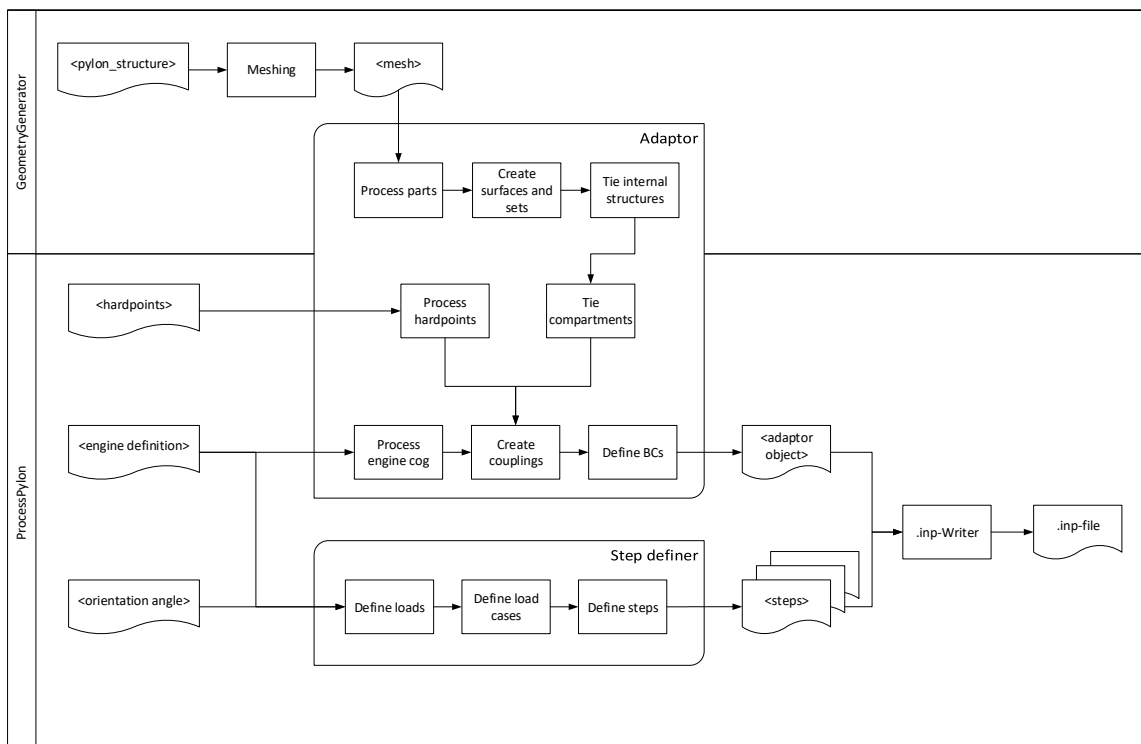 GeometryGenerator
<pylon_structure>
Meshing
<mesh>
Adaptor
Process parts
Create
surfaces and
sets
Tie internal
structures
ProcessPylon
<hardpoints>
Process
hardpoints
Tie
compartments
<engine definition>
Process
engine cog
Create
couplings
Define BCs
<adaptor
object>
.inp-Writer
.inp-file
Step definer
<orientation angle>
Define loads
Define load
cases
Define steps
<steps>